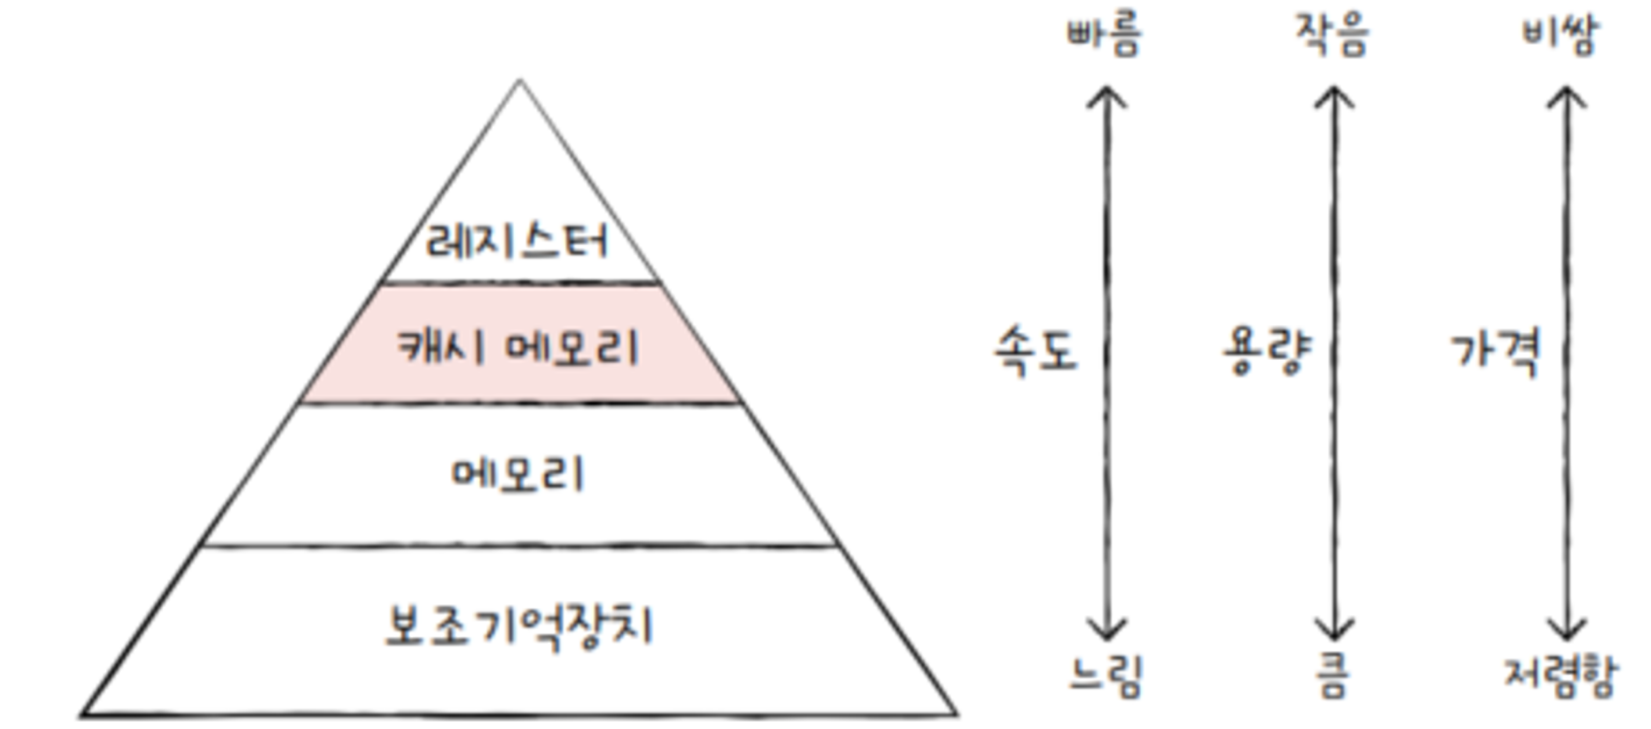 빠름 작음 비쌈
레지스터
캐시 메모리
속도 용량 가격
메모리
보조기억장치
느림 큼 저렴함